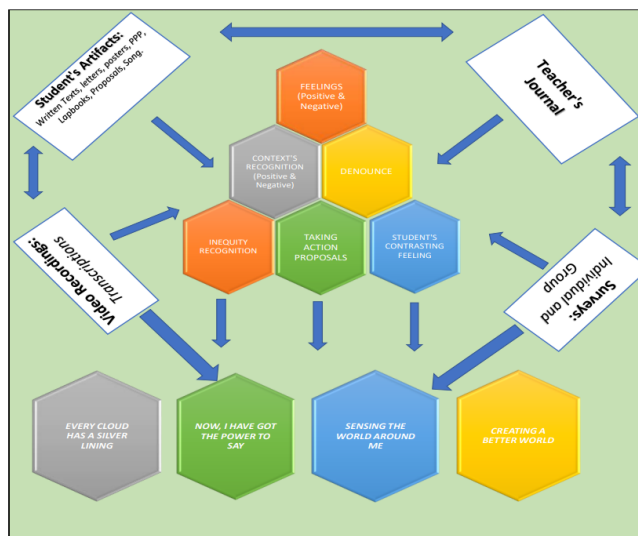 Student's Artifacts:
Written Texts, letters, posters, PPP,
Lapbooks, Proposals, Song.
Teacher's
Journal
FEELINGS
(Positive &
Negative)
CONTEXT'S
RECOGNITION
(Positive &
Negative)
DENOUNCE
INEQUITY
RECOGNITION
TAKING
ACTION
PROPOSALS
STUDENT'S
CONTRASTING
FEELING
Video Recordings:
Transcriptions
Surveys:
Individual and
Group
EVERY CLOUD
HAS A SILVER
LINING
NOW, I HAVE GOT
THE POWER TO
SAY
SENSING THE
WORLD AROUND
ME
CREATING A
BETTER WORLD